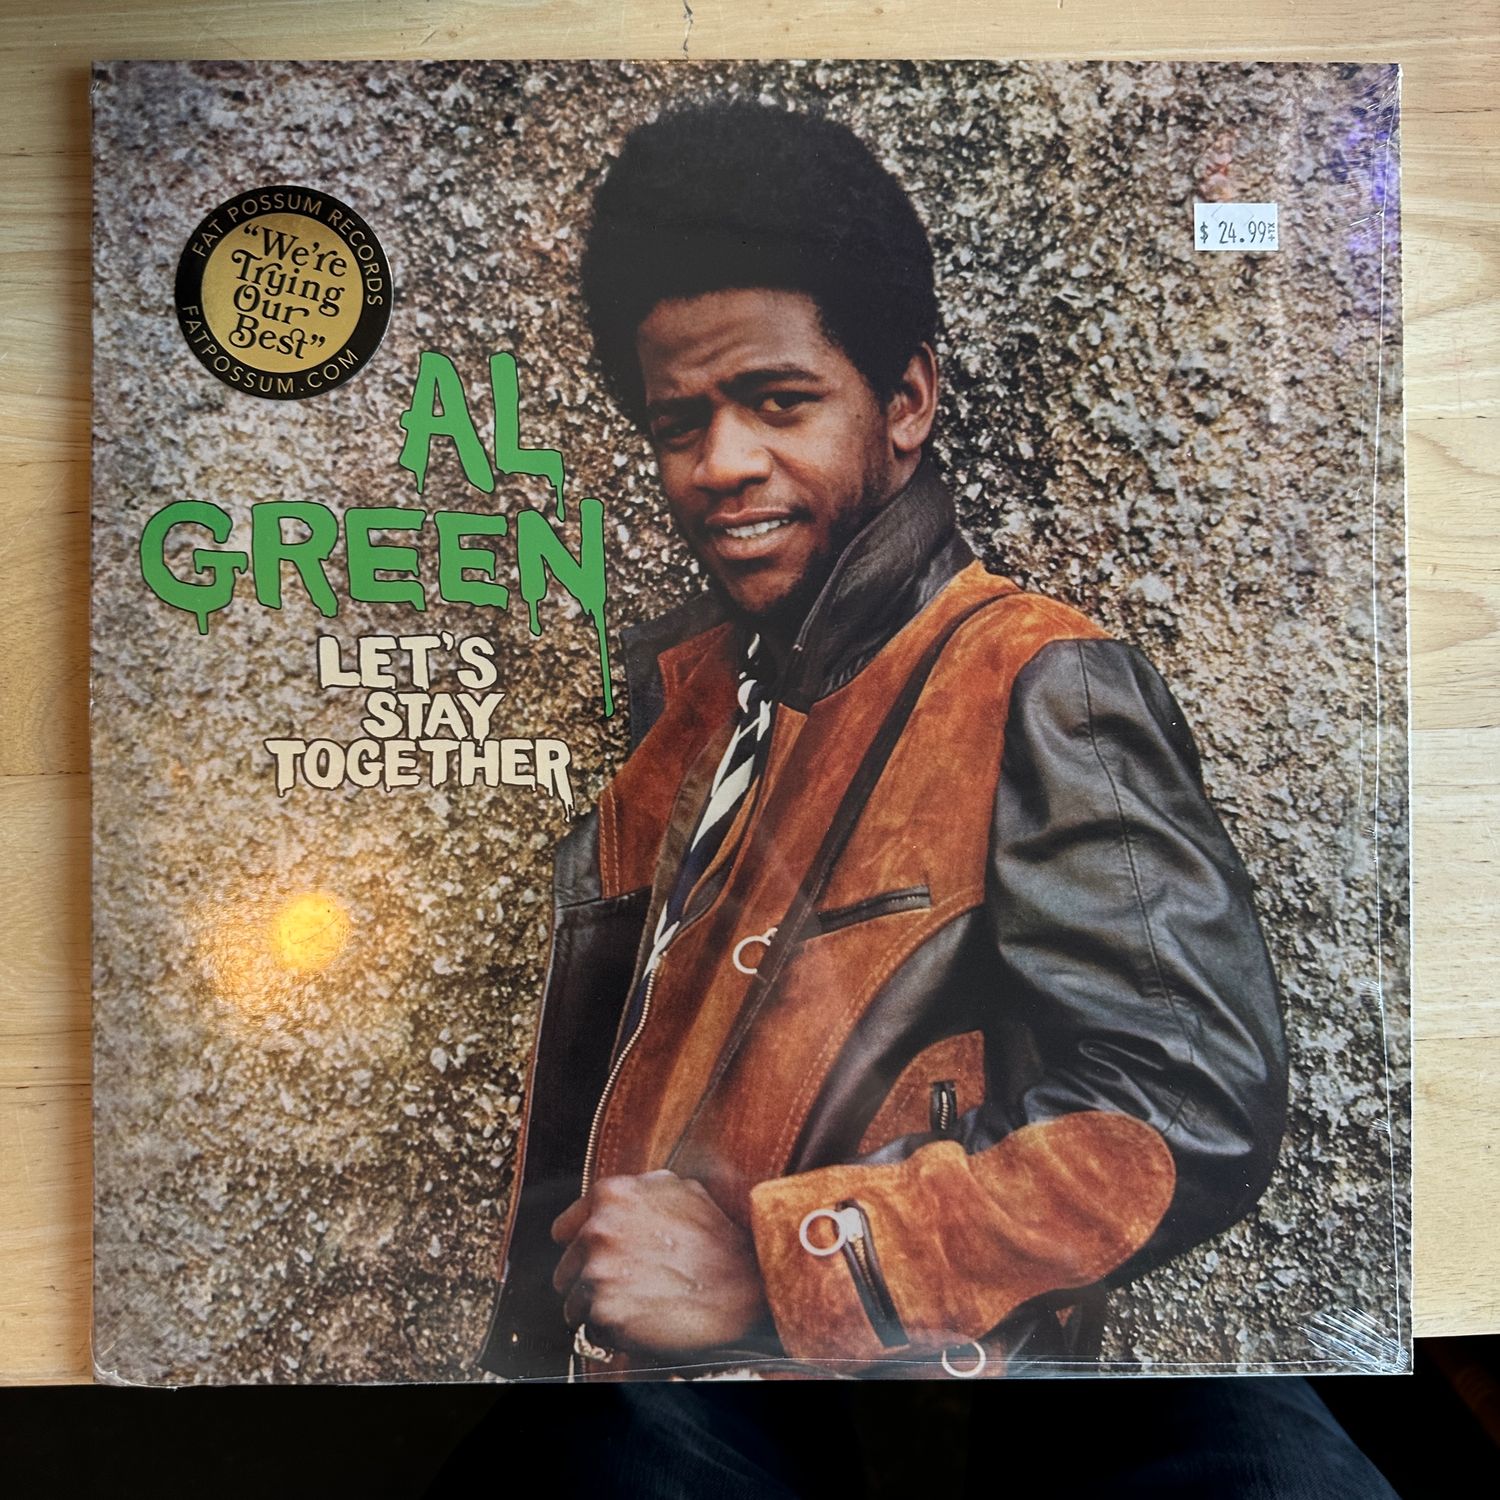 FAT POSSUM RECORDS
“We're
Trying
Our
Best”
FATPOSSUM.COM
$ 24.99
AL
GREEN
LET'S
STAY
TOGETHER